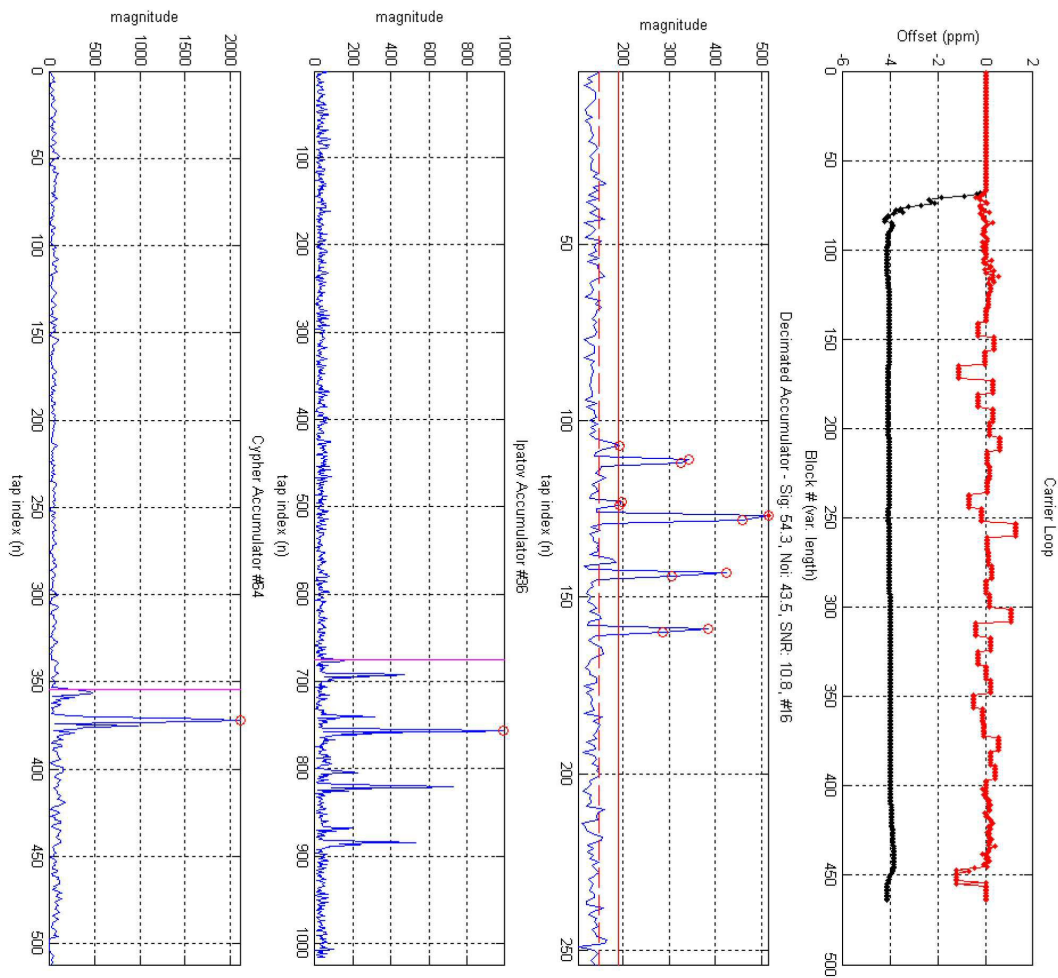 Carrier Loop
2
0
-2
-4
-6
Offset (ppm)
0 50 100 150 200 250 300 350 400 450 500
Block # (var. length)
Decimated Accumulator - Sig: 54.3, Noi: 43.5, SNR: 10.8, #16
500
400
300
200
magnitude
50 100 150 200 250
tap index (n)
Ipatov Accumulator #36
1000
800
600
400
200
0
magnitude
100 200 300 400 500 600 700 800 900 1000
tap index (n)
Cypher Accumulator #64
2000
1500
1000
500
0
magnitude
0 50 100 150 200 250 300 350 400 450 500
tap index (n)